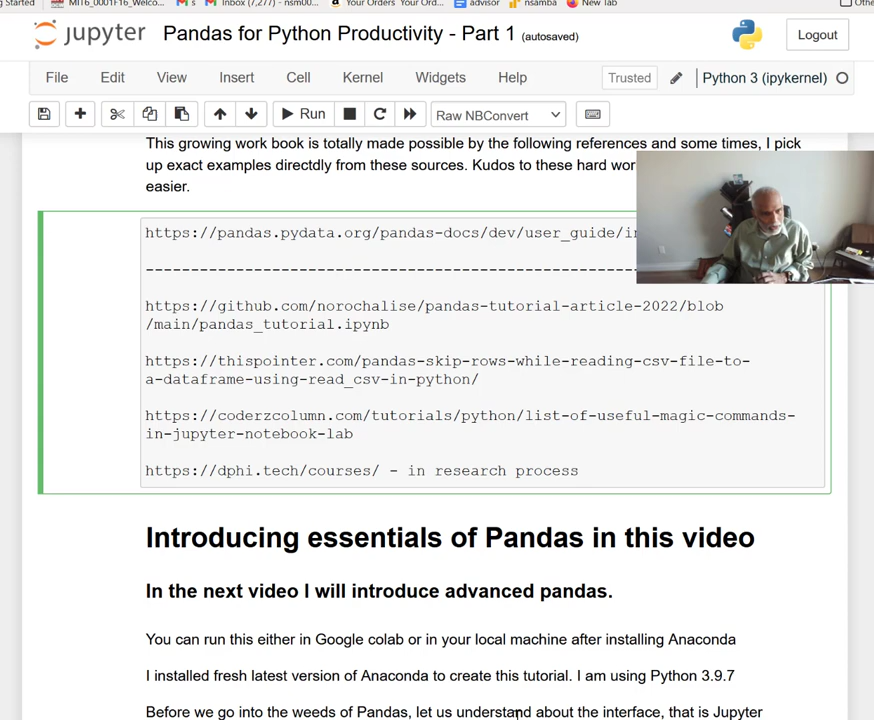 MIT6_0001F16_Welco...
Inbox (7,277) - nsm00...
Your Orders Your Ord...
advisor
nsamba
New Tab
jupyter Pandas for Python Productivity - Part 1 (autosaved)
Logout
File Edit View Insert Cell Kernel Widgets Help
Trusted
Python 3 (ipykernel)
Run
Raw NBConvert
This growing work book is totally made possible by the following references and some times, I pick
up exact examples directdly from these sources. Kudos to these hard
easier.
https://pandas.pydata.org/pandas-docs/dev/user_guide/
------------------------------------------------------
https://github.com/norochalise/pandas-tutorial-article-2022/blob
/main/pandas_tutorial.ipynb
https://thispointer.com/pandas-skip-rows-while-reading-csv-file-to-
a-dataframe-using-read_csv-in-python/
https://coderzcolumn.com/tutorials/python/list-of-useful-magic-commands-
in-jupyter-notebook-lab
https://dphi.tech/courses/ - in research process
Introducing essentials of Pandas in this video
In the next video I will introduce advanced pandas.
You can run this either in Google colab or in your local machine after installing Anaconda
I installed fresh latest version of Anaconda to create this tutorial. I am using Python 3.9.7
Before we go into the weeds of Pandas, let us understand about the interface, that is Jupyter